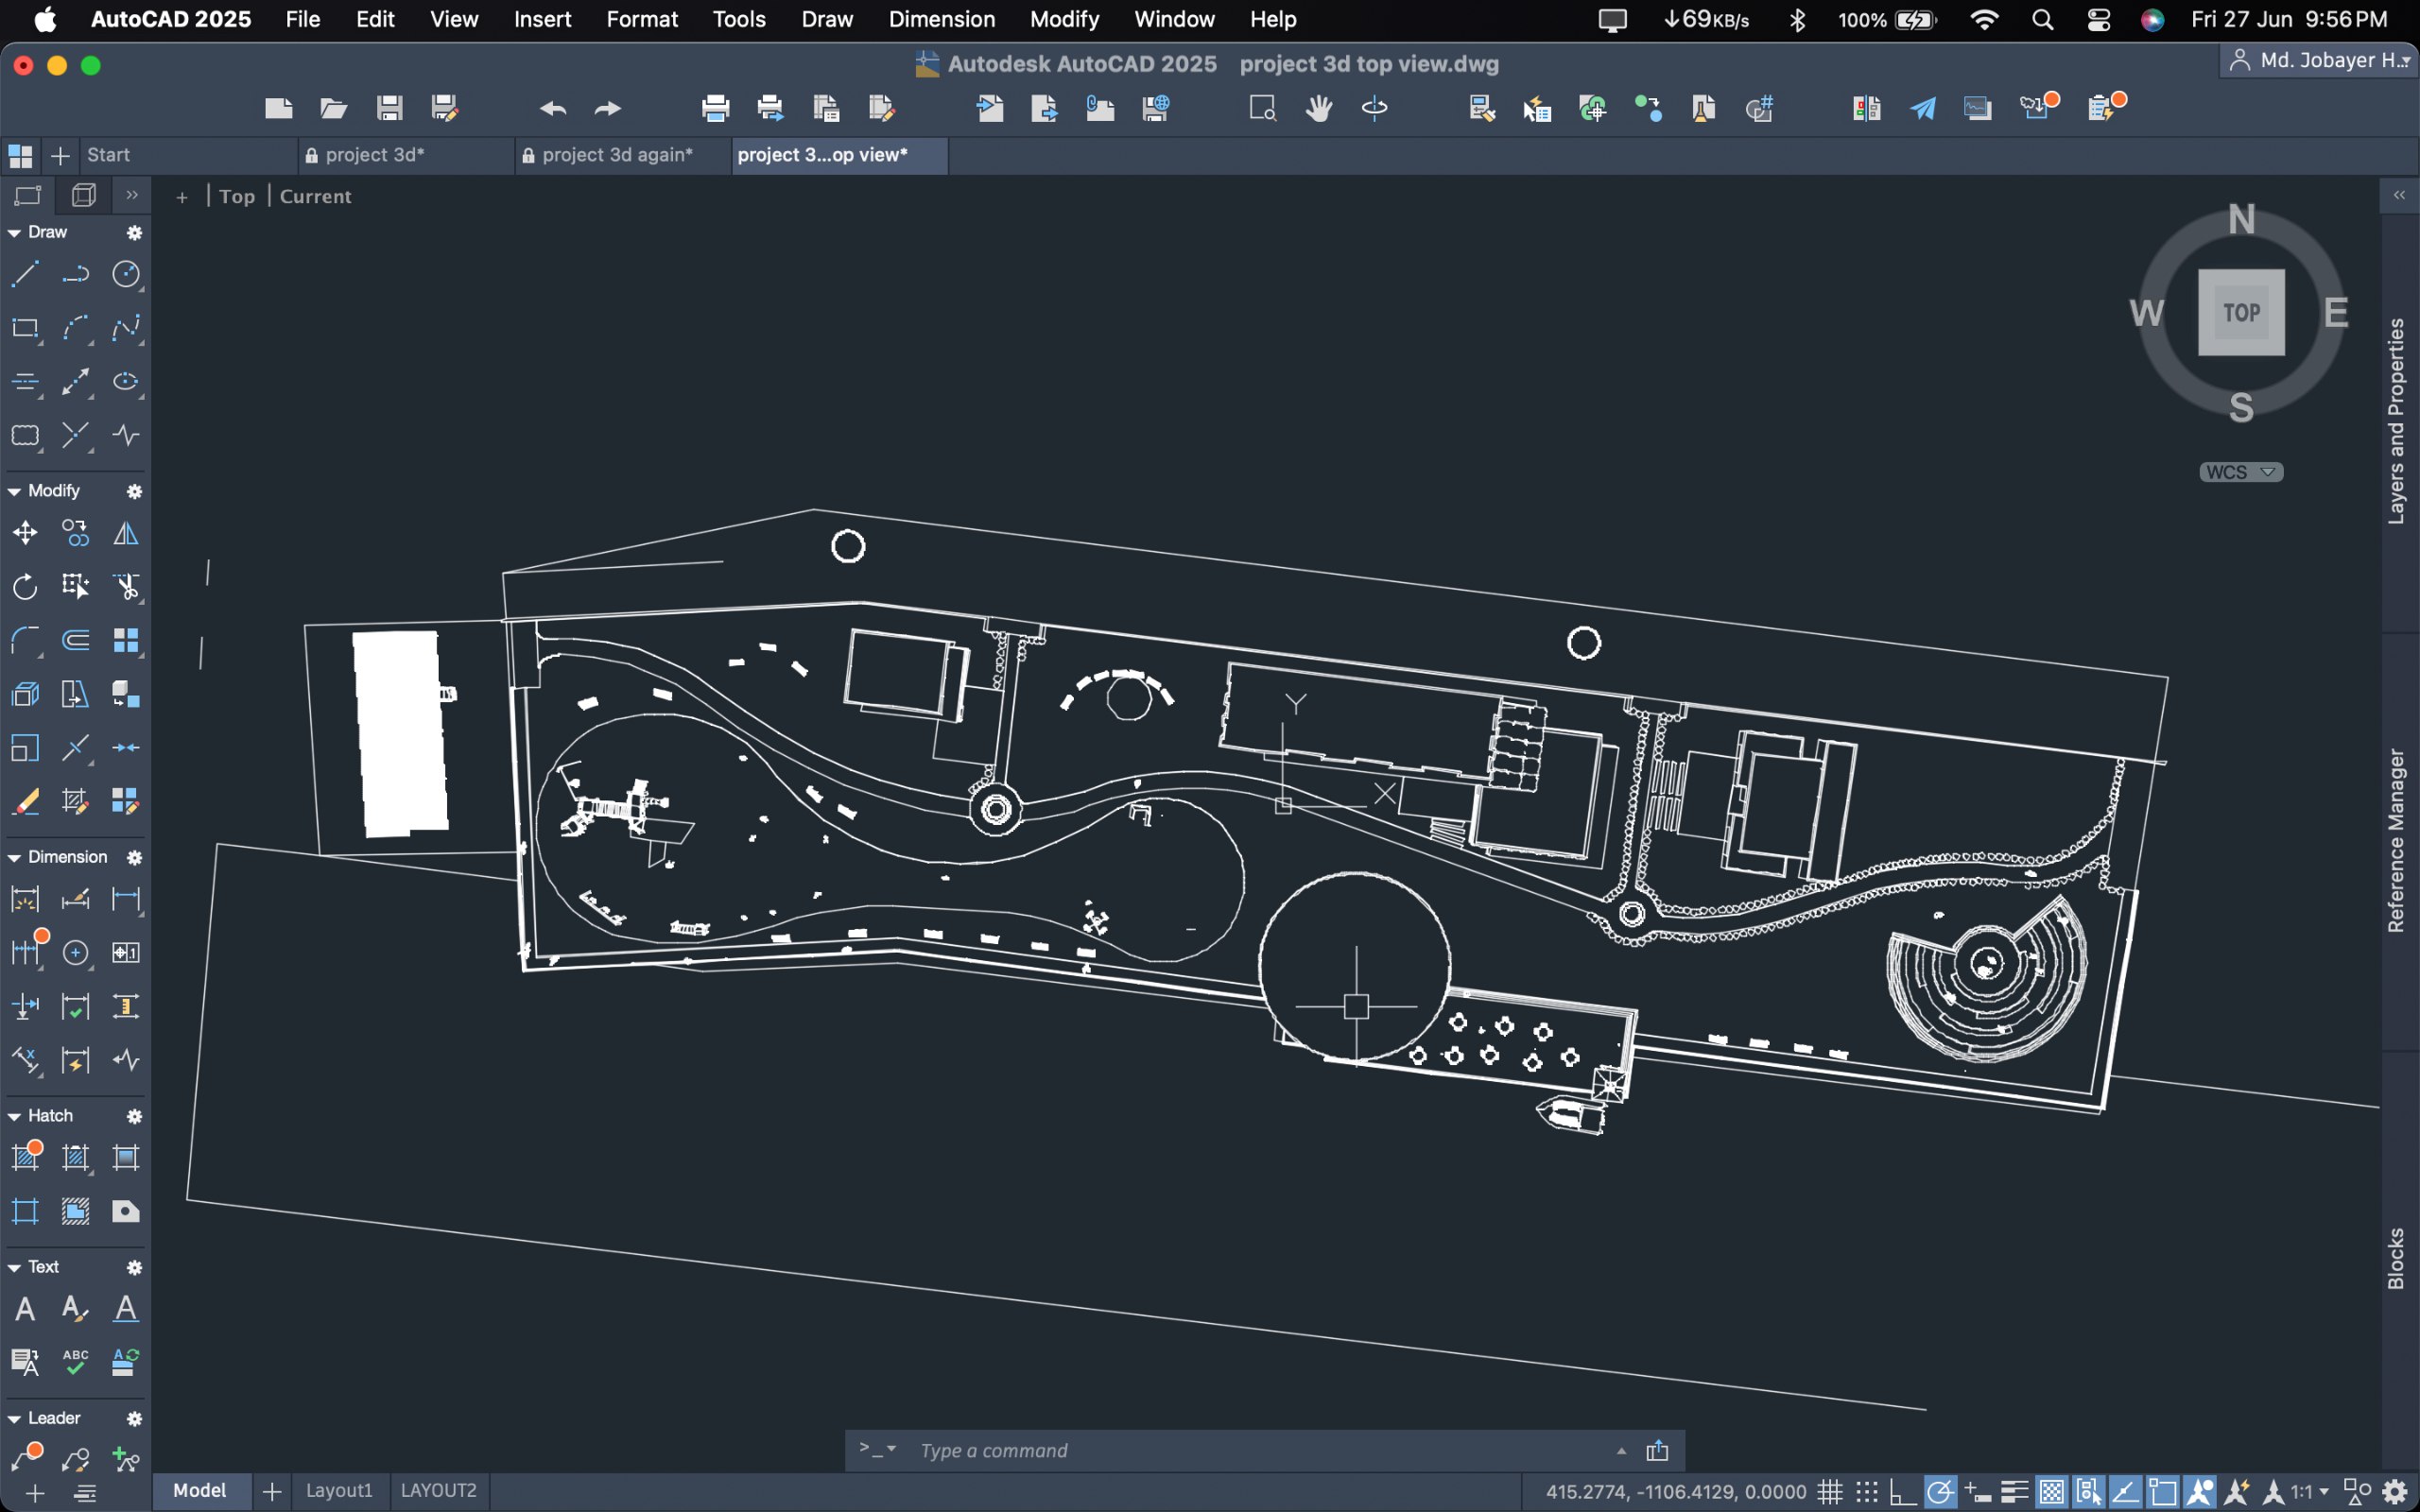 AutoCAD 2025 File Edit View Insert Format Tools Draw Dimension Modify Window Help ↓69KB/s 100% Fri 27 Jun 9:56 PM
Autodesk AutoCAD 2025 project 3d top view.dwg
Md. Jobayer H...
Start
project 3d*
project 3d again*
project 3...op view*
+ | Top | Current
Draw
Modify
Dimension
Hatch
Text
A A A
A ABC A
Leader
N
W TOP E
S
WCS
Y
X
Layers and Properties
Reference Manager
Blocks
>_ Type a command
Model + Layout1 LAYOUT2
415.2774, -1106.4129, 0.0000
1:1